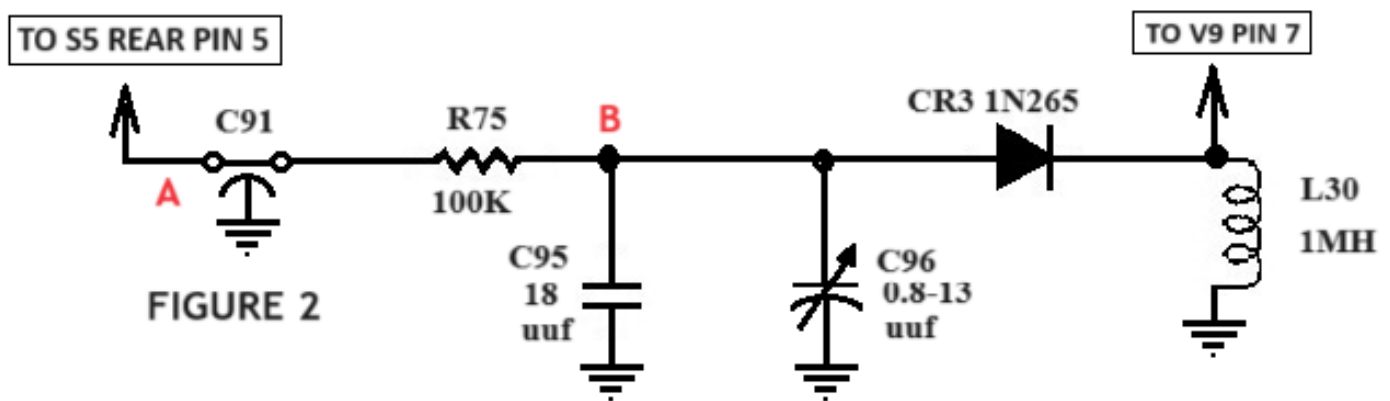 TO S5 REAR PIN 5
TO V9 PIN 7
C91
R75
B
CR3 1N265
A
100K
L30
1MH
C95
18
uuf
C96
0.8-13
uuf
FIGURE 2